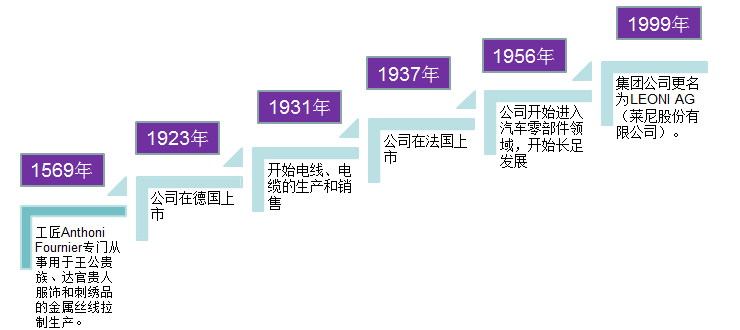 1569年
工匠Anthoni
Fournier专门从
事用于王公贵
族、达官贵人
服饰和刺绣品
的金属丝线拉
制生产。
1923年
公司在德国上
市
1931年
开始电线、电
缆的生产和销
售
1937年
公司在法国上
市
1956年
公司开始进入
汽车零部件领
域，开始长足
发展
1999年
集团公司更名
为LEONI AG
（莱尼股份有
限公司）。